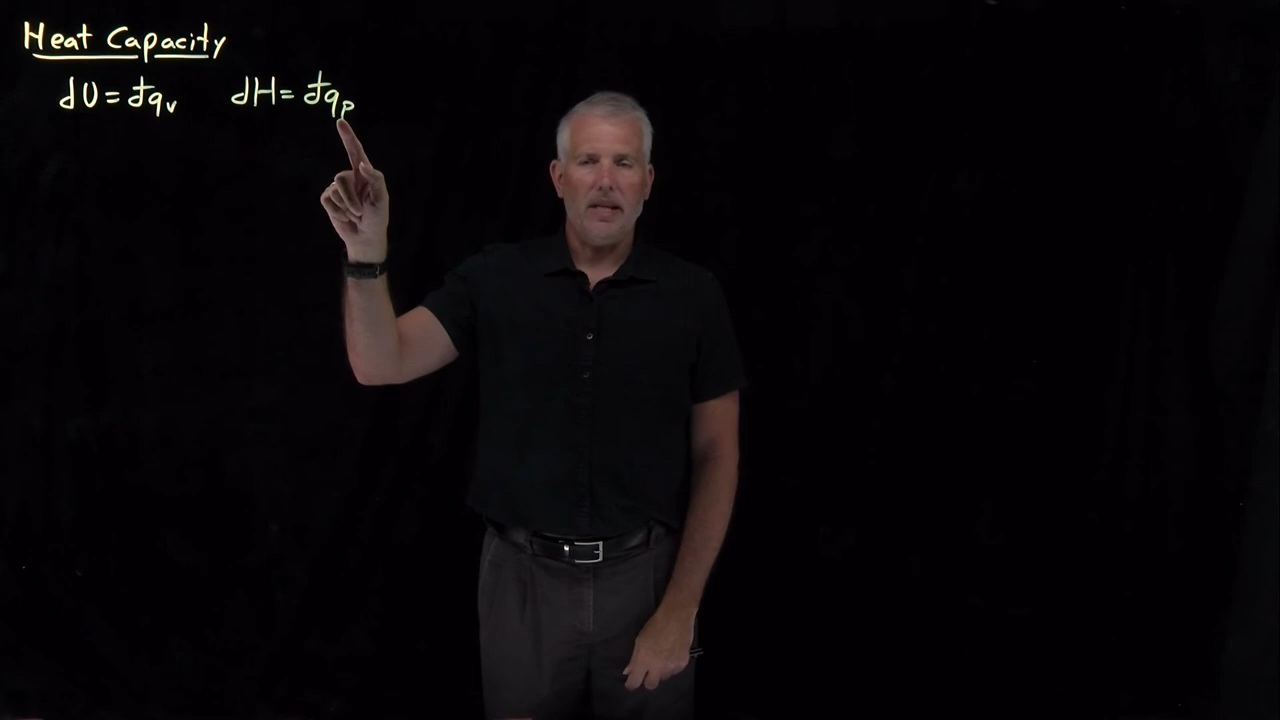 Heat Capacity
dU = đq_v    dH = đq_p